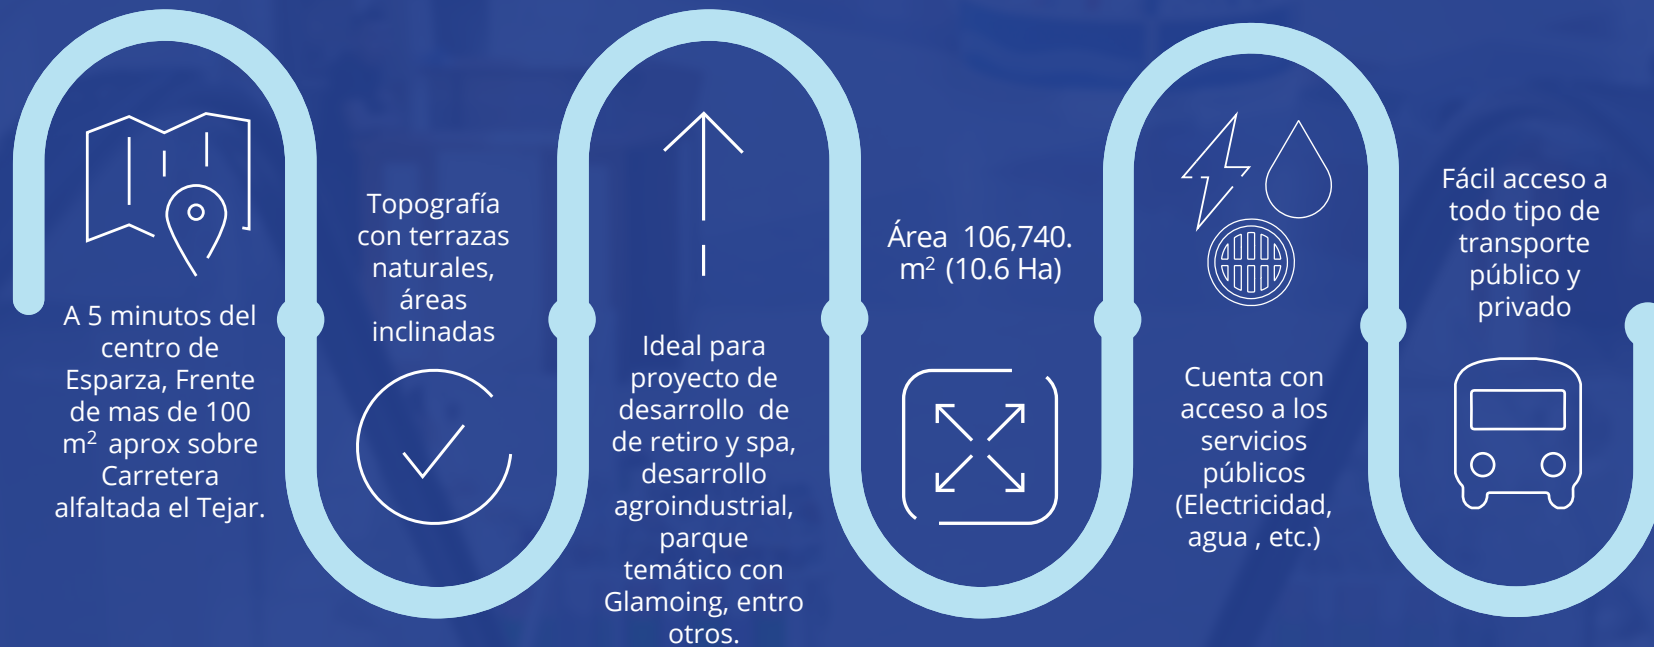 A 5 minutos del
centro de
Esparza, Frente
de mas de 100
m² aprox sobre
Carretera
alfaltada el Tejar.
Topografía
con terrazas
naturales,
áreas
inclinadas
Ideal para
proyecto de
desarrollo de
de retiro y spa,
desarrollo
agroindustrial,
parque
temático con
Glamoing, entro
otros.
Área 106,740.
m² (10.6 Ha)
Cuenta con
acceso a los
servicios
públicos
(Electricidad,
agua , etc.)
Fácil acceso a
todo tipo de
transporte
público y
privado